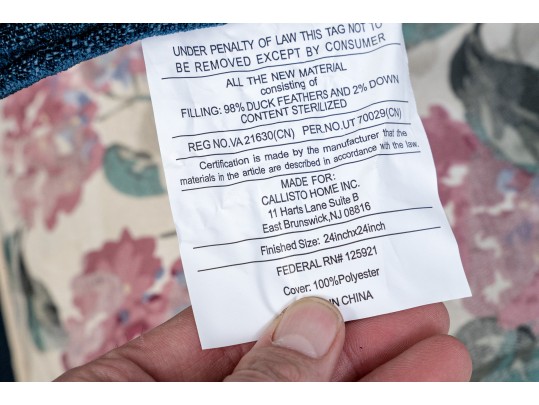 UNDER PENALTY OF LAW THIS TAG NOT TO
BE REMOVED EXCEPT BY CONSUMER
ALL THE NEW MATERIAL
consisting of
FILLING: 98% DUCK FEATHERS AND 2% DOWN
CONTENT STERILIZED
REG NO.VA 21630(CN) PER.NO.UT 70029(CN)
Certification is made by the manufacturer that the
materials in the article are described in accordance with the law.
MADE FOR:
CALLISTO HOME INC.
11 Harts Lane Suite B
East Brunswick,NJ 08816
Finished Size: 24inchx24inch
FEDERAL RN# 125921
Cover: 100%Polyester
IN CHINA